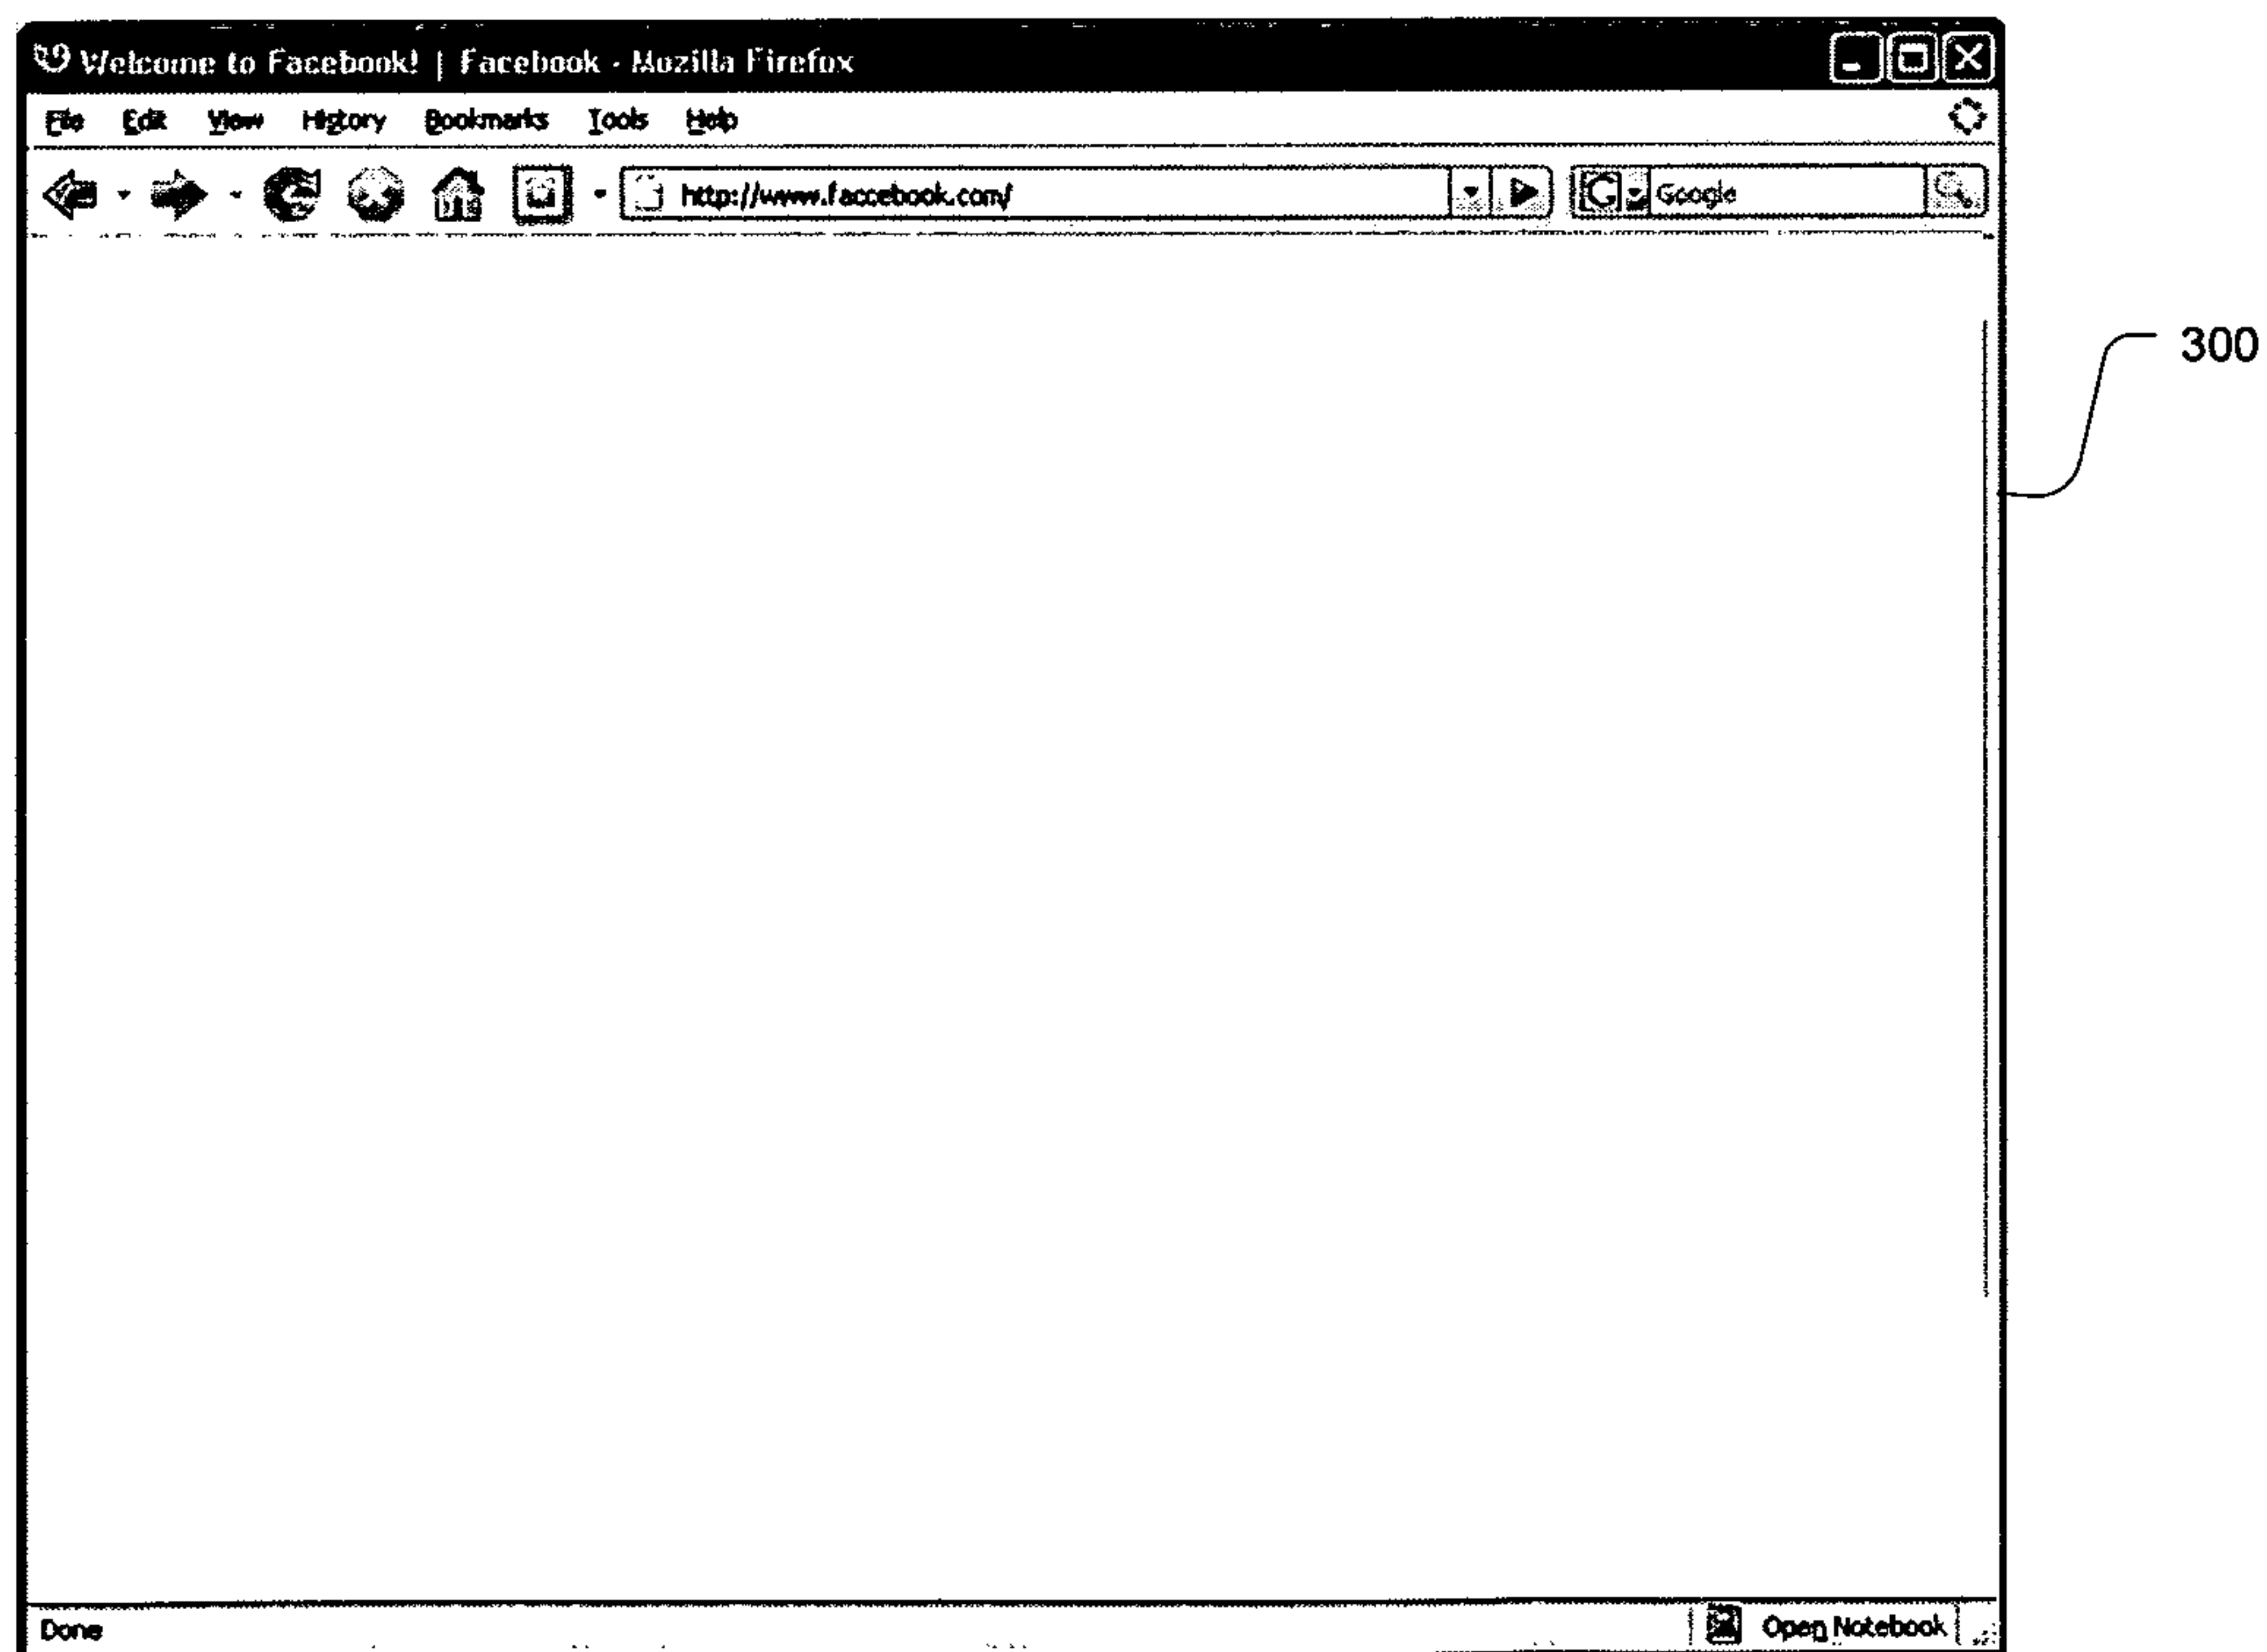 Welcome to Facebook! | Facebook - Mozilla Firefox
File Edit View History Bookmarks Tools Help
http://www.faccebook.com/ G Google
300
Done Open Notebook